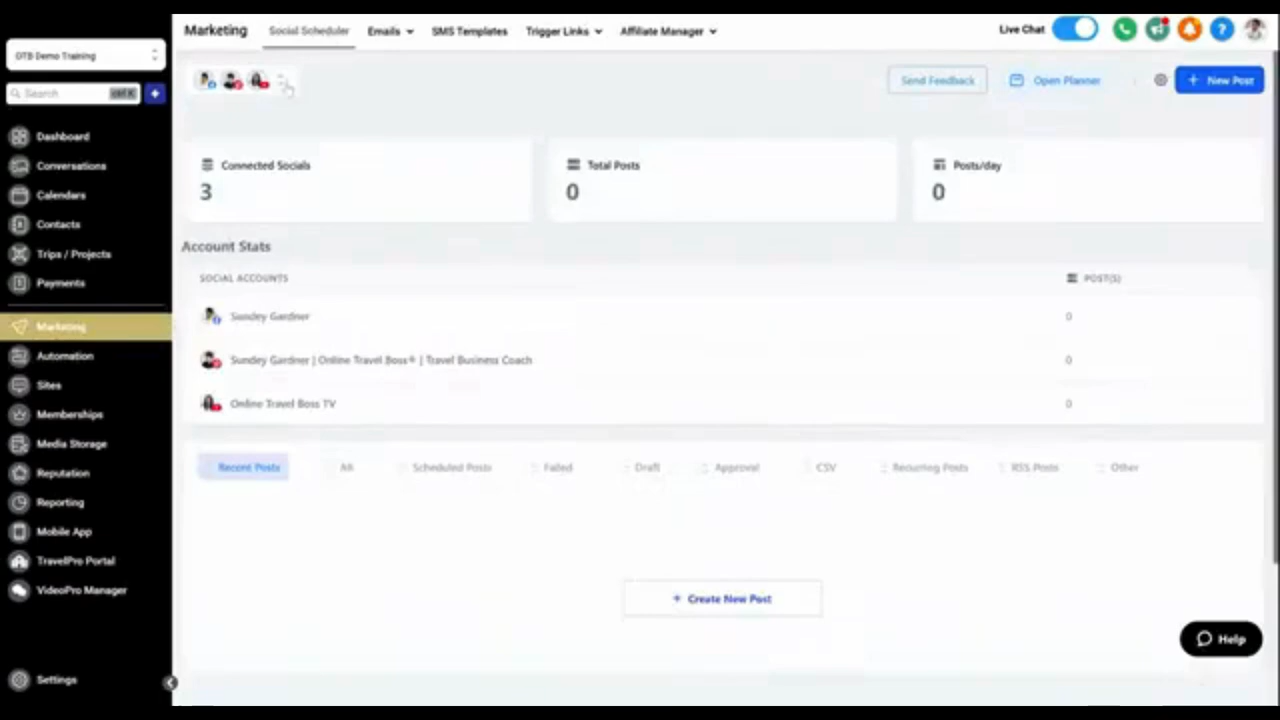 Marketing
Social Scheduler
Emails
SMS Templates
Trigger Links
Affiliate Manager
Live Chat
OTB Demo Training
Search
ctrl K
Dashboard
Conversations
Calendars
Contacts
Trips / Projects
Payments
Marketing
Automation
Sites
Memberships
Media Storage
Reputation
Reporting
Mobile App
TravelPro Portal
VideoPro Manager
Settings
Send Feedback
Open Planner
+ New Post
Connected Socials
3
Total Posts
0
Posts/day
0
Account Stats
SOCIAL ACCOUNTS
POST(S)
Sundey Gardner
0
Sundey Gardner | Online Travel Boss® | Travel Business Coach
0
Online Travel Boss TV
0
Recent Posts
All
Scheduled Posts
Failed
Draft
Approval
CSV
Recurring Posts
RSS Posts
Other
+ Create New Post
Help